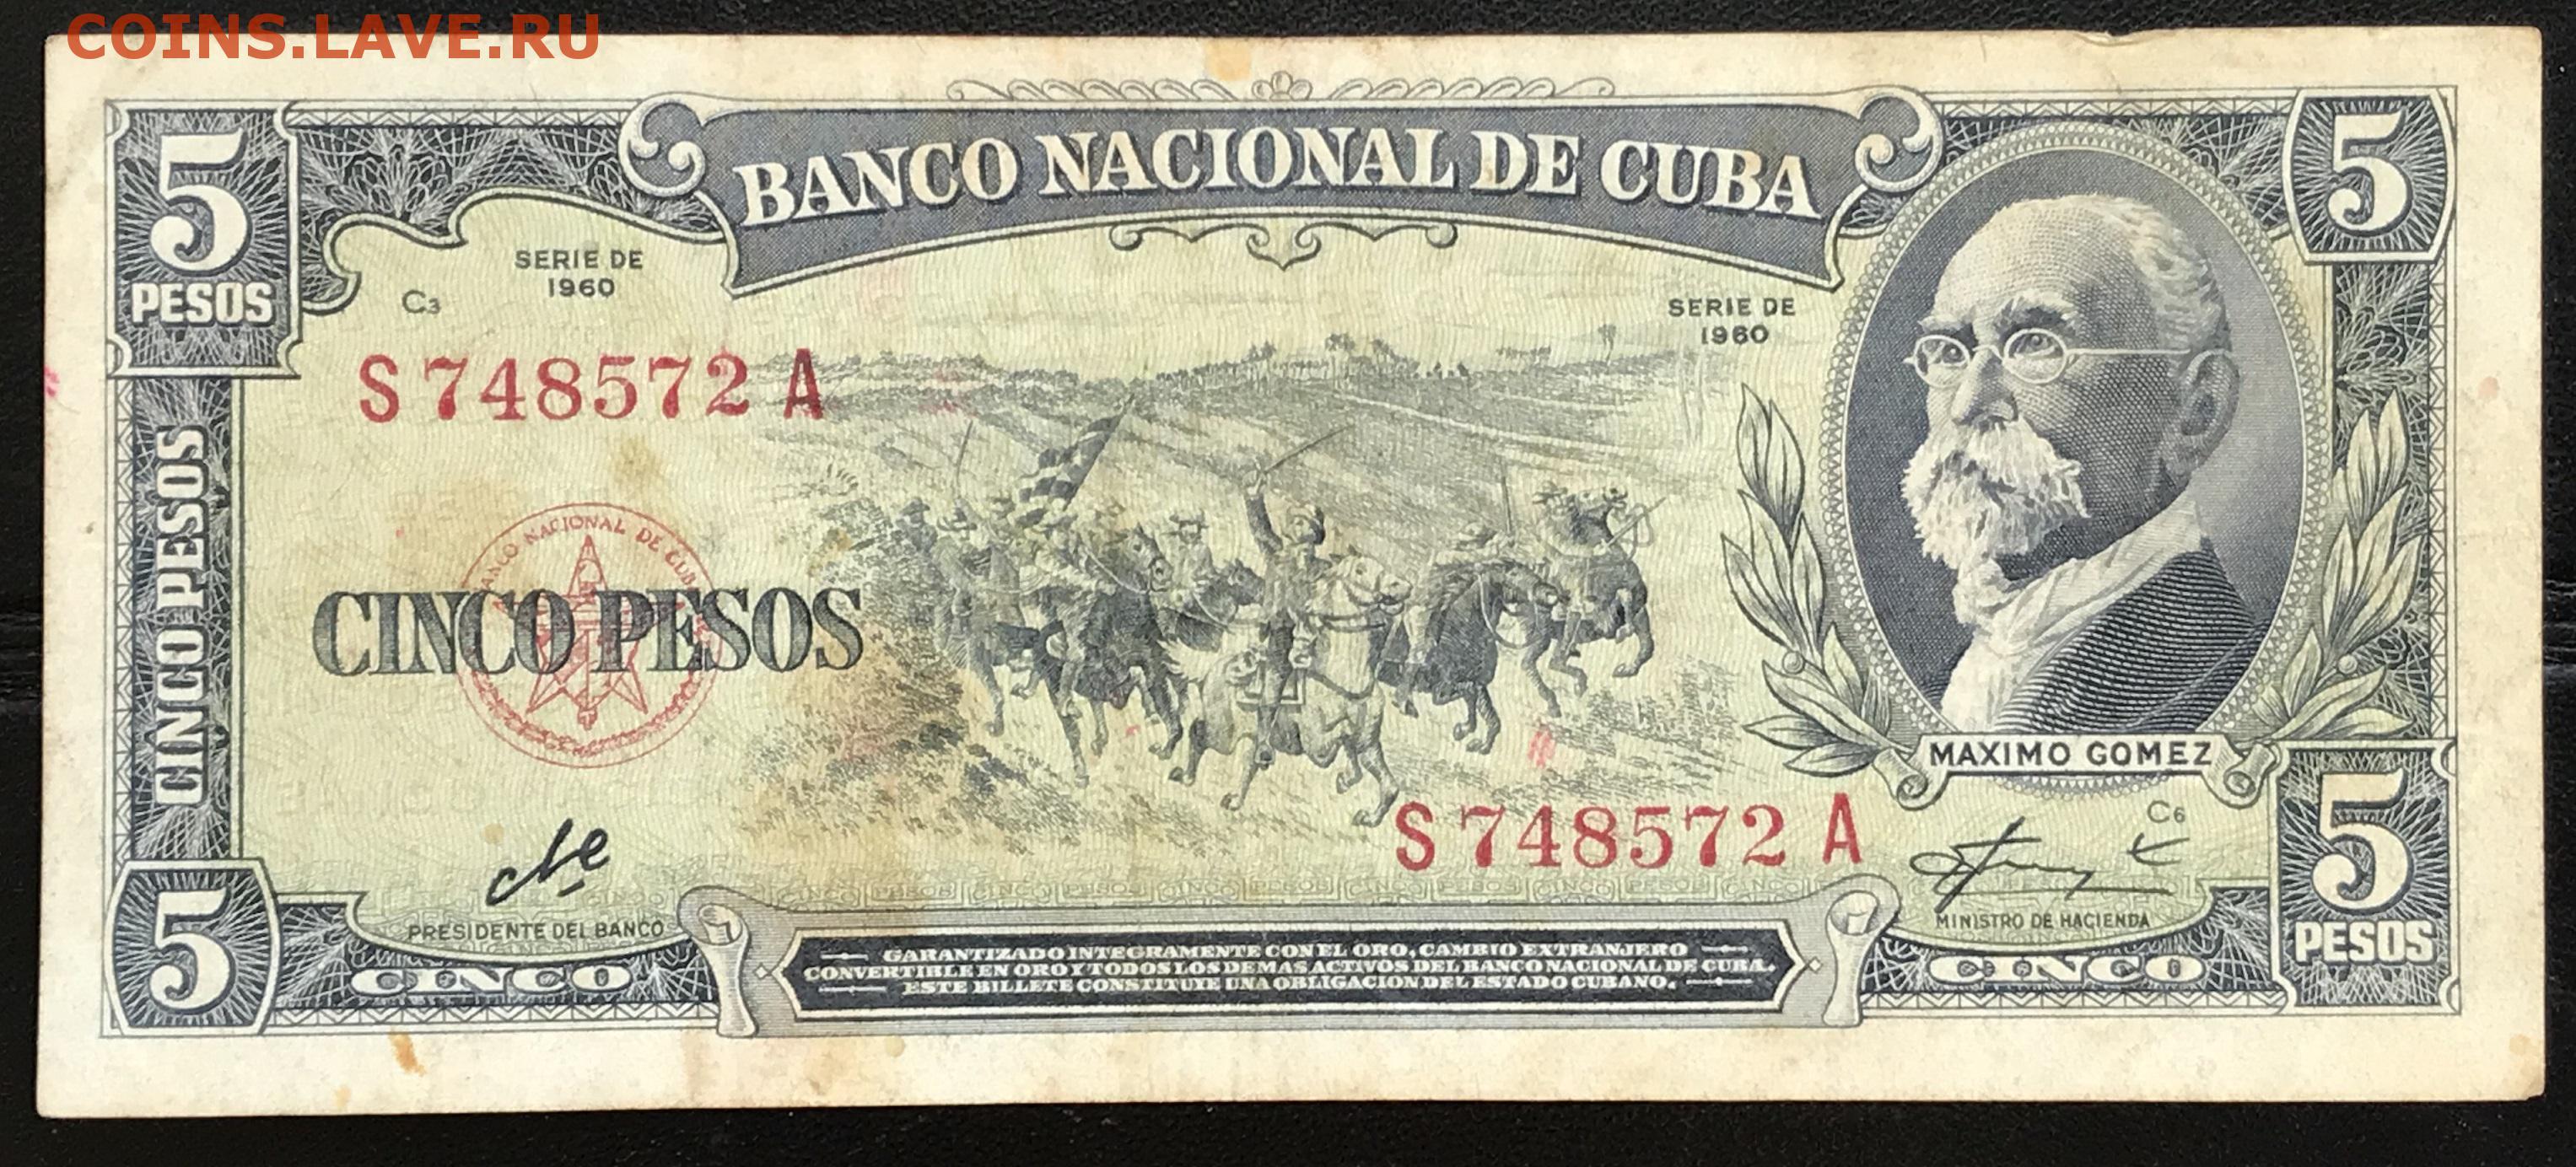 COINS.LAVE.RU
5
PESOS
BANCO NACIONAL DE CUBA
5
SERIE DE
1960
C3
SERIE DE
1960
S748572A
CINCO PESOS
BANCO NACIONAL DE CUBA
CINCO PESOS
MAXIMO GOMEZ
S748572A
C6
Che
PRESIDENTE DEL BANCO
MINISTRO DE HACIENDA
5
CINCO
GARANTIZADO INTEGRAMENTE CON EL ORO, CAMBIO EXTRANJERO
CONVERTIBLE EN ORO Y TODOS LOS DEMAS ACTIVOS DEL BANCO NACIONAL DE CUBA.
ESTE BILLETE CONSTITUYE UNA OBLIGACION DEL ESTADO CUBANO.
CINCO
5
PESOS